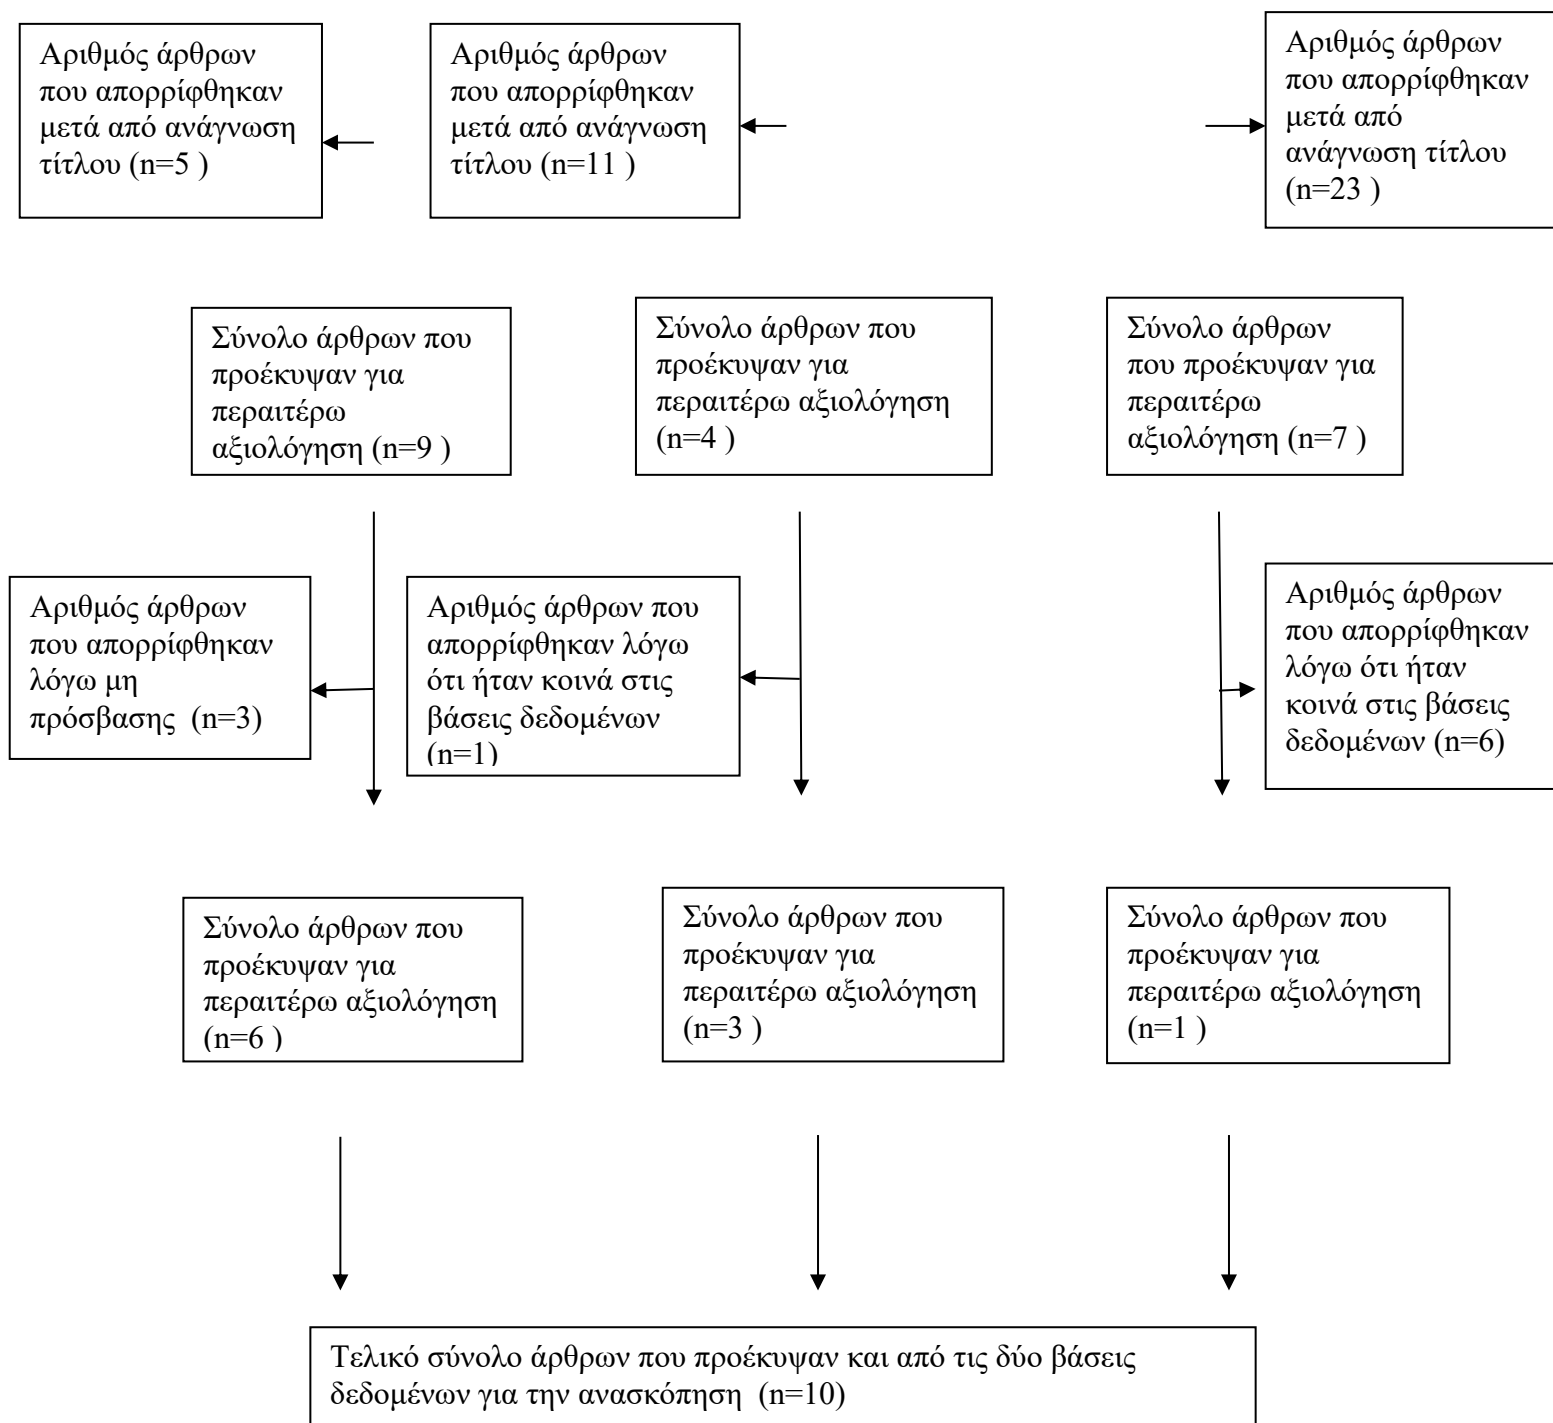 Αριθμός άρθρων
που απορρίφθηκαν
μετά από ανάγνωση
τίτλου (n=5 )
Αριθμός άρθρων
που απορρίφθηκαν
μετά από ανάγνωση
τίτλου (n=11 )
Αριθμός άρθρων
που απορρίφθηκαν
μετά από
ανάγνωση τίτλου
(n=23 )
Σύνολο άρθρων που
προέκυψαν για
περαιτέρω
αξιολόγηση (n=9 )
Σύνολο άρθρων που
προέκυψαν για
περαιτέρω αξιολόγηση
(n=4 )
Σύνολο άρθρων
που προέκυψαν για
περαιτέρω
αξιολόγηση (n=7 )
Αριθμός άρθρων
που απορρίφθηκαν
λόγω μη
πρόσβασης (n=3)
Αριθμός άρθρων που
απορρίφθηκαν λόγω
ότι ήταν κοινά στις
βάσεις δεδομένων
(n=1)
Αριθμός άρθρων
που απορρίφθηκαν
λόγω ότι ήταν
κοινά στις βάσεις
δεδομένων (n=6)
Σύνολο άρθρων που
προέκυψαν για
περαιτέρω αξιολόγηση
(n=6 )
Σύνολο άρθρων που
προέκυψαν για
περαιτέρω αξιολόγηση
(n=3 )
Σύνολο άρθρων που
προέκυψαν για
περαιτέρω αξιολόγηση
(n=1 )
Τελικό σύνολο άρθρων που προέκυψαν και από τις δύο βάσεις
δεδομένων για την ανασκόπηση (n=10)